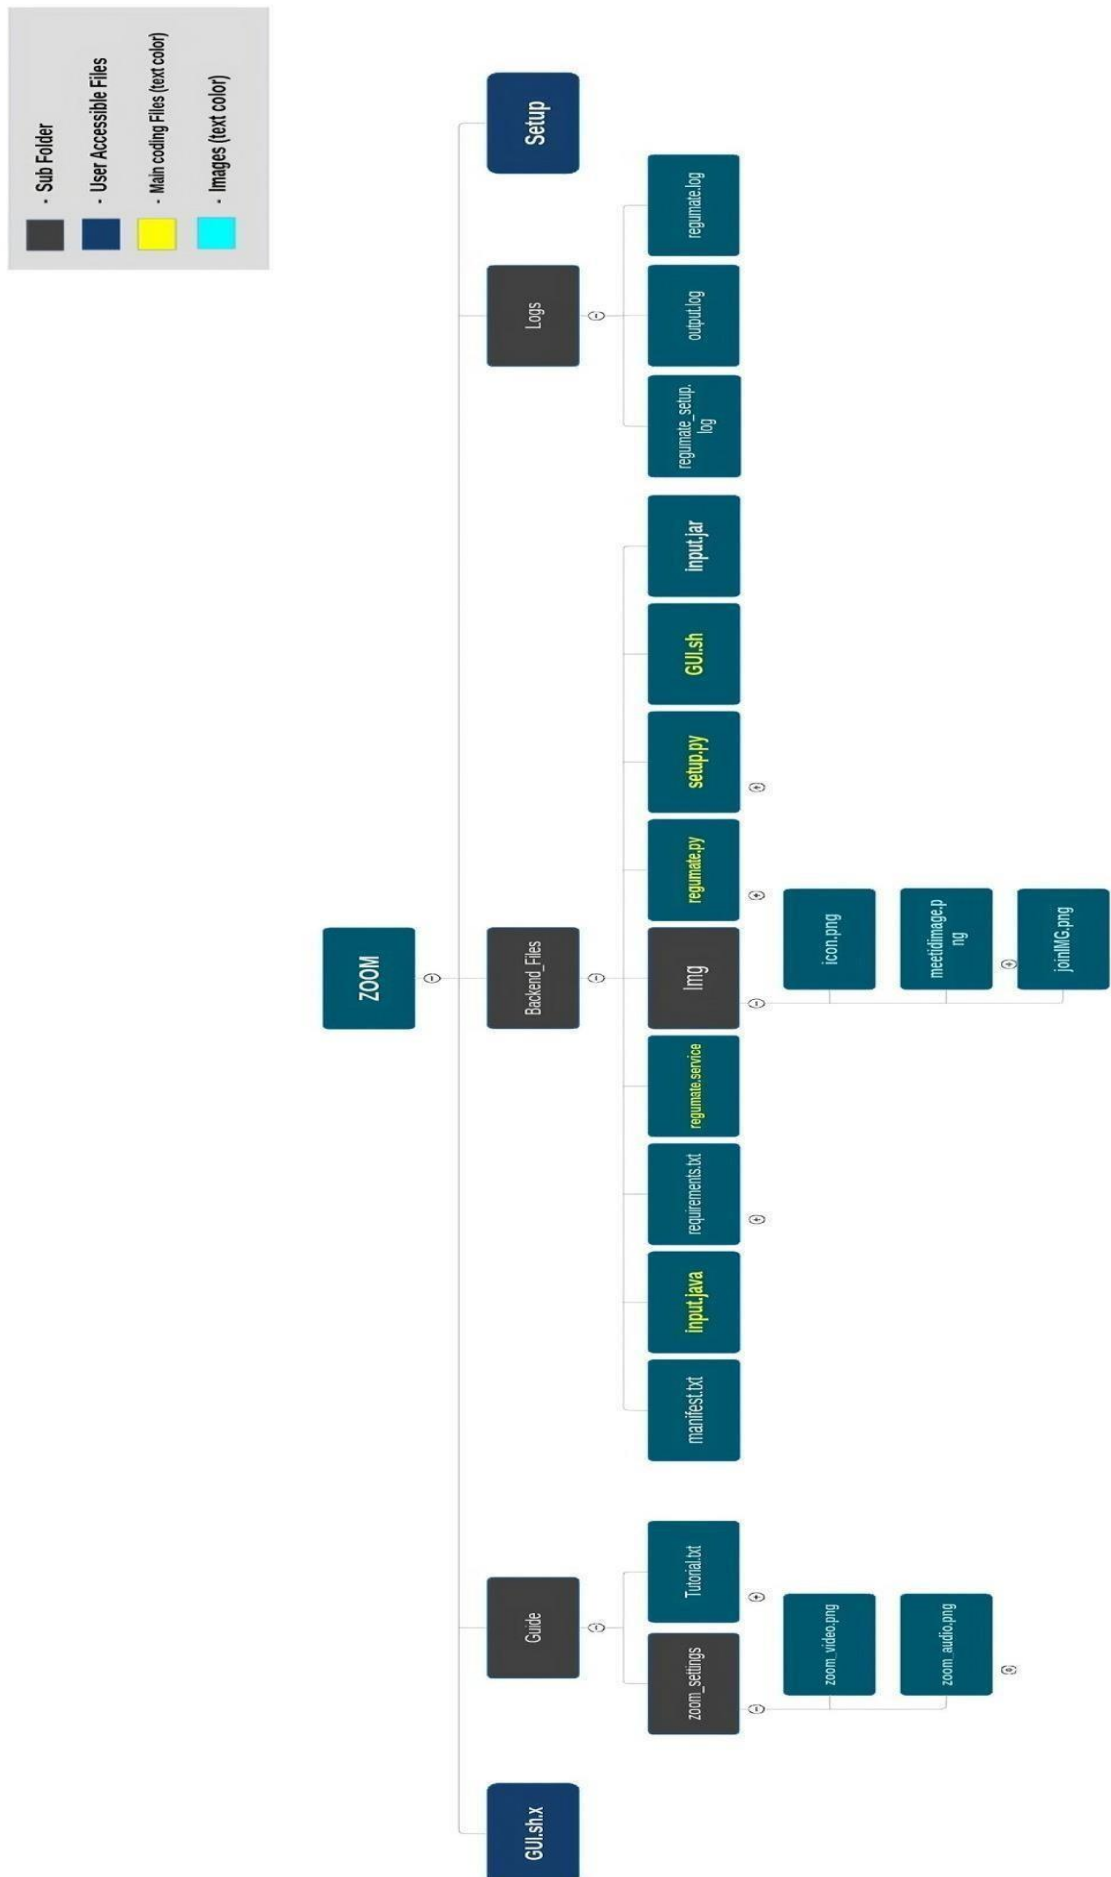 - Sub Folder
- User Accessible Files
- Main coding Files (text color)
- Images (text color)
ZOOM
GUI.sh.x
Guide
Backend_Files
Logs
Setup
zoom_settings
Tutorial.txt
manifest.txt
input.java
requirements.txt
regumate.service
Img
regumate.py
setup.py
GUI.sh
input.jar
regumate_setup.
log
output.log
regumate.log
zoom_video.png
zoom_audio.png
icon.png
meetidimage.p
ng
joinIMG.png